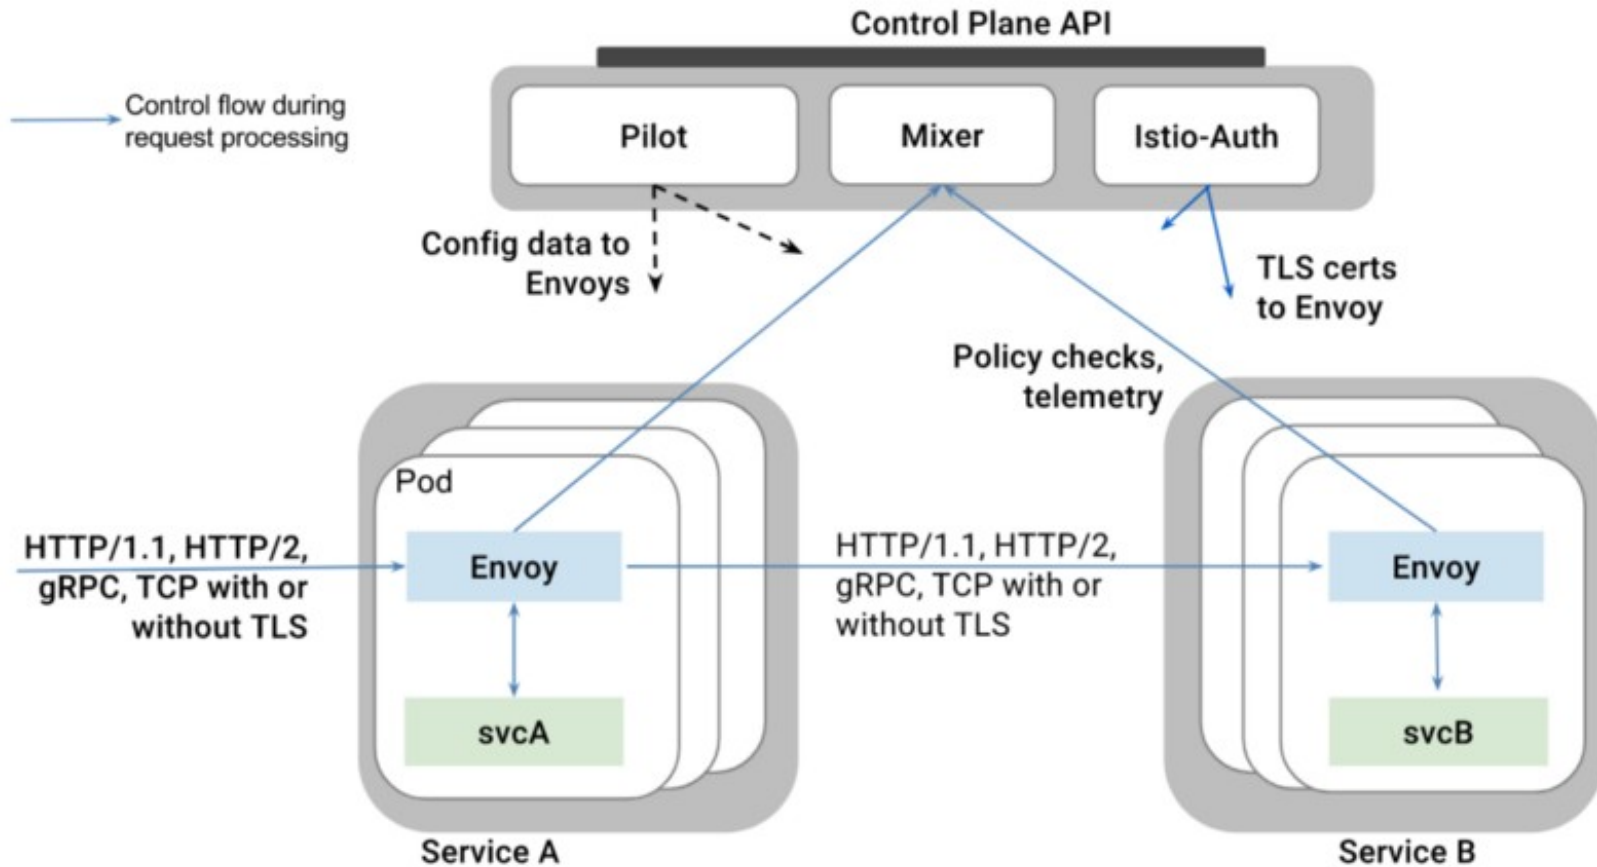 Control Plane API
Control flow during
request processing
Pilot
Mixer
Istio-Auth
Config data to
Envoys
TLS certs
to Envoy
Policy checks,
telemetry
Pod
HTTP/1.1, HTTP/2,
gRPC, TCP with or
without TLS
Envoy
HTTP/1.1, HTTP/2,
gRPC, TCP with or
without TLS
Envoy
svcA
svcB
Service A
Service B